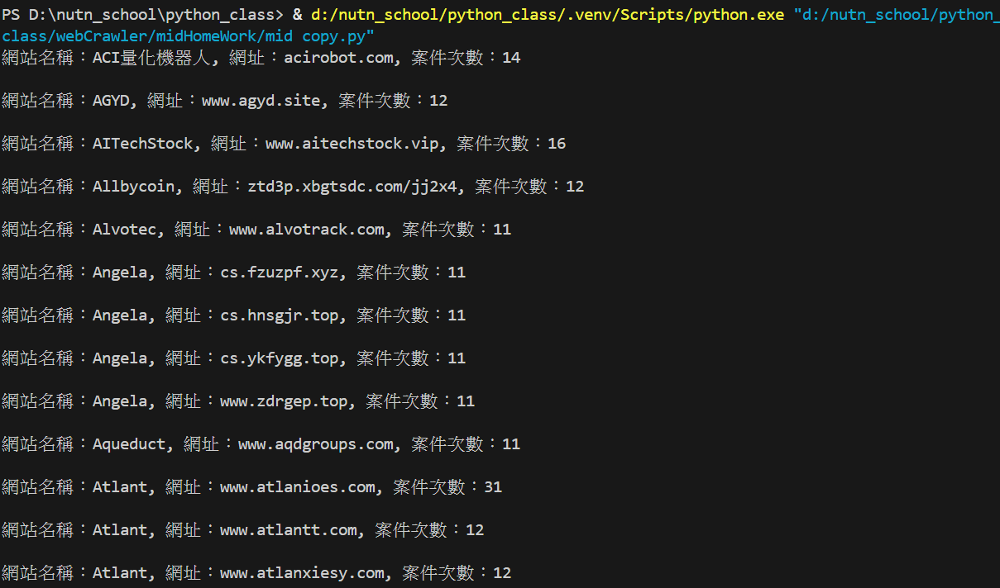 PS D:\nutn_school\python_class> & d:/nutn_school/python_class/.venv/Scripts/python.exe "d:/nutn_school/python_
class/webCrawler/midHomeWork/mid copy.py"
網站名稱：ACI量化機器人, 網址：acirobot.com, 案件次數：14
網站名稱：AGYD, 網址：www.agyd.site, 案件次數：12
網站名稱：AITechStock, 網址：www.aitechstock.vip, 案件次數：16
網站名稱：Allbycoin, 網址：ztd3p.xbgtsdc.com/jj2x4, 案件次數：12
網站名稱：Alvotec, 網址：www.alvotrack.com, 案件次數：11
網站名稱：Angela, 網址：cs.fzuzpf.xyz, 案件次數：11
網站名稱：Angela, 網址：cs.hnsgjr.top, 案件次數：11
網站名稱：Angela, 網址：cs.ykfygg.top, 案件次數：11
網站名稱：Angela, 網址：www.zdrgep.top, 案件次數：11
網站名稱：Aqueduct, 網址：www.aqdgroups.com, 案件次數：11
網站名稱：Atlant, 網址：www.atlanioes.com, 案件次數：31
網站名稱：Atlant, 網址：www.atlantt.com, 案件次數：12
網站名稱：Atlant, 網址：www.atlanxiesy.com, 案件次數：12